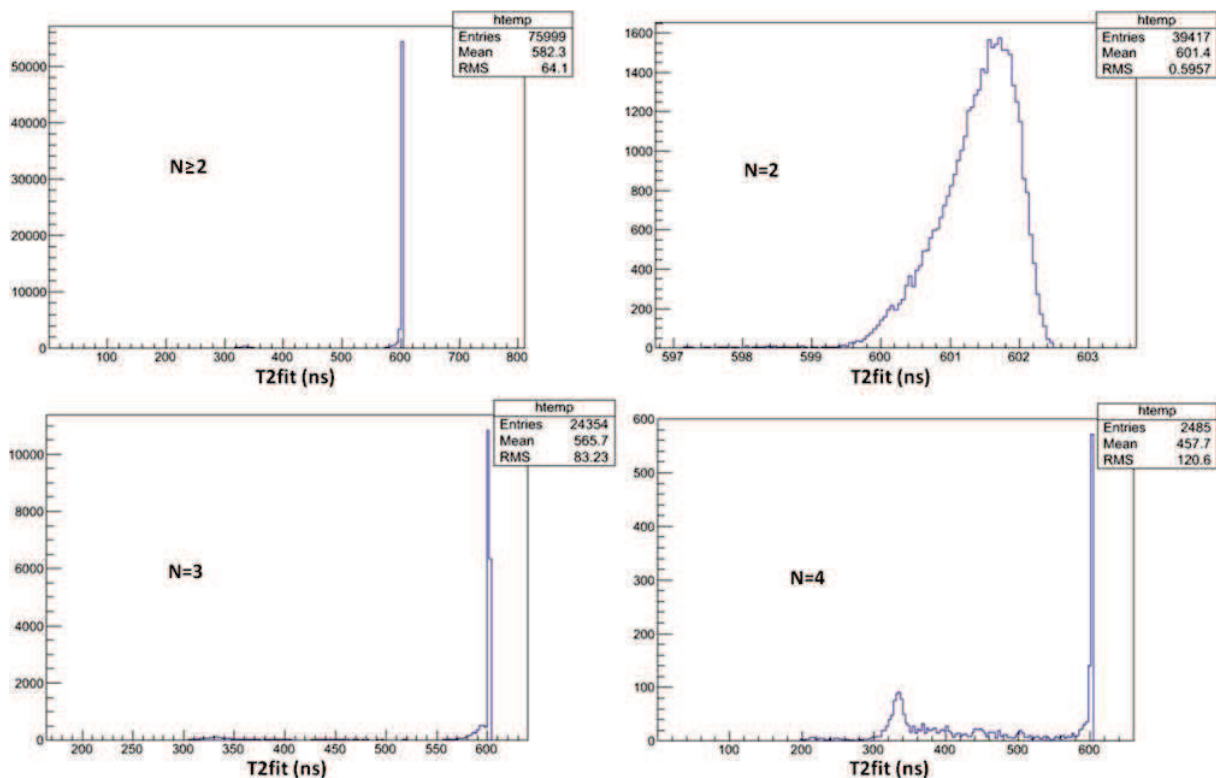 htemp
Entries 75999
Mean 582.3
RMS 64.1
50000
40000
30000
20000
10000
0
N≥2
100 200 300 400 500 600 700 800
T2fit (ns)
htemp
Entries 39417
Mean 601.4
RMS 0.5957
1600
1400
1200
1000
800
600
400
200
0
N=2
597 598 599 600 601 602 603
T2fit (ns)
htemp
Entries 24354
Mean 565.7
RMS 83.23
10000
8000
6000
4000
2000
0
N=3
200 250 300 350 400 450 500 550 600
T2fit (ns)
htemp
Entries 2485
Mean 457.7
RMS 120.6
600
500
400
300
200
100
0
N=4
100 200 300 400 500 600
T2fit (ns)